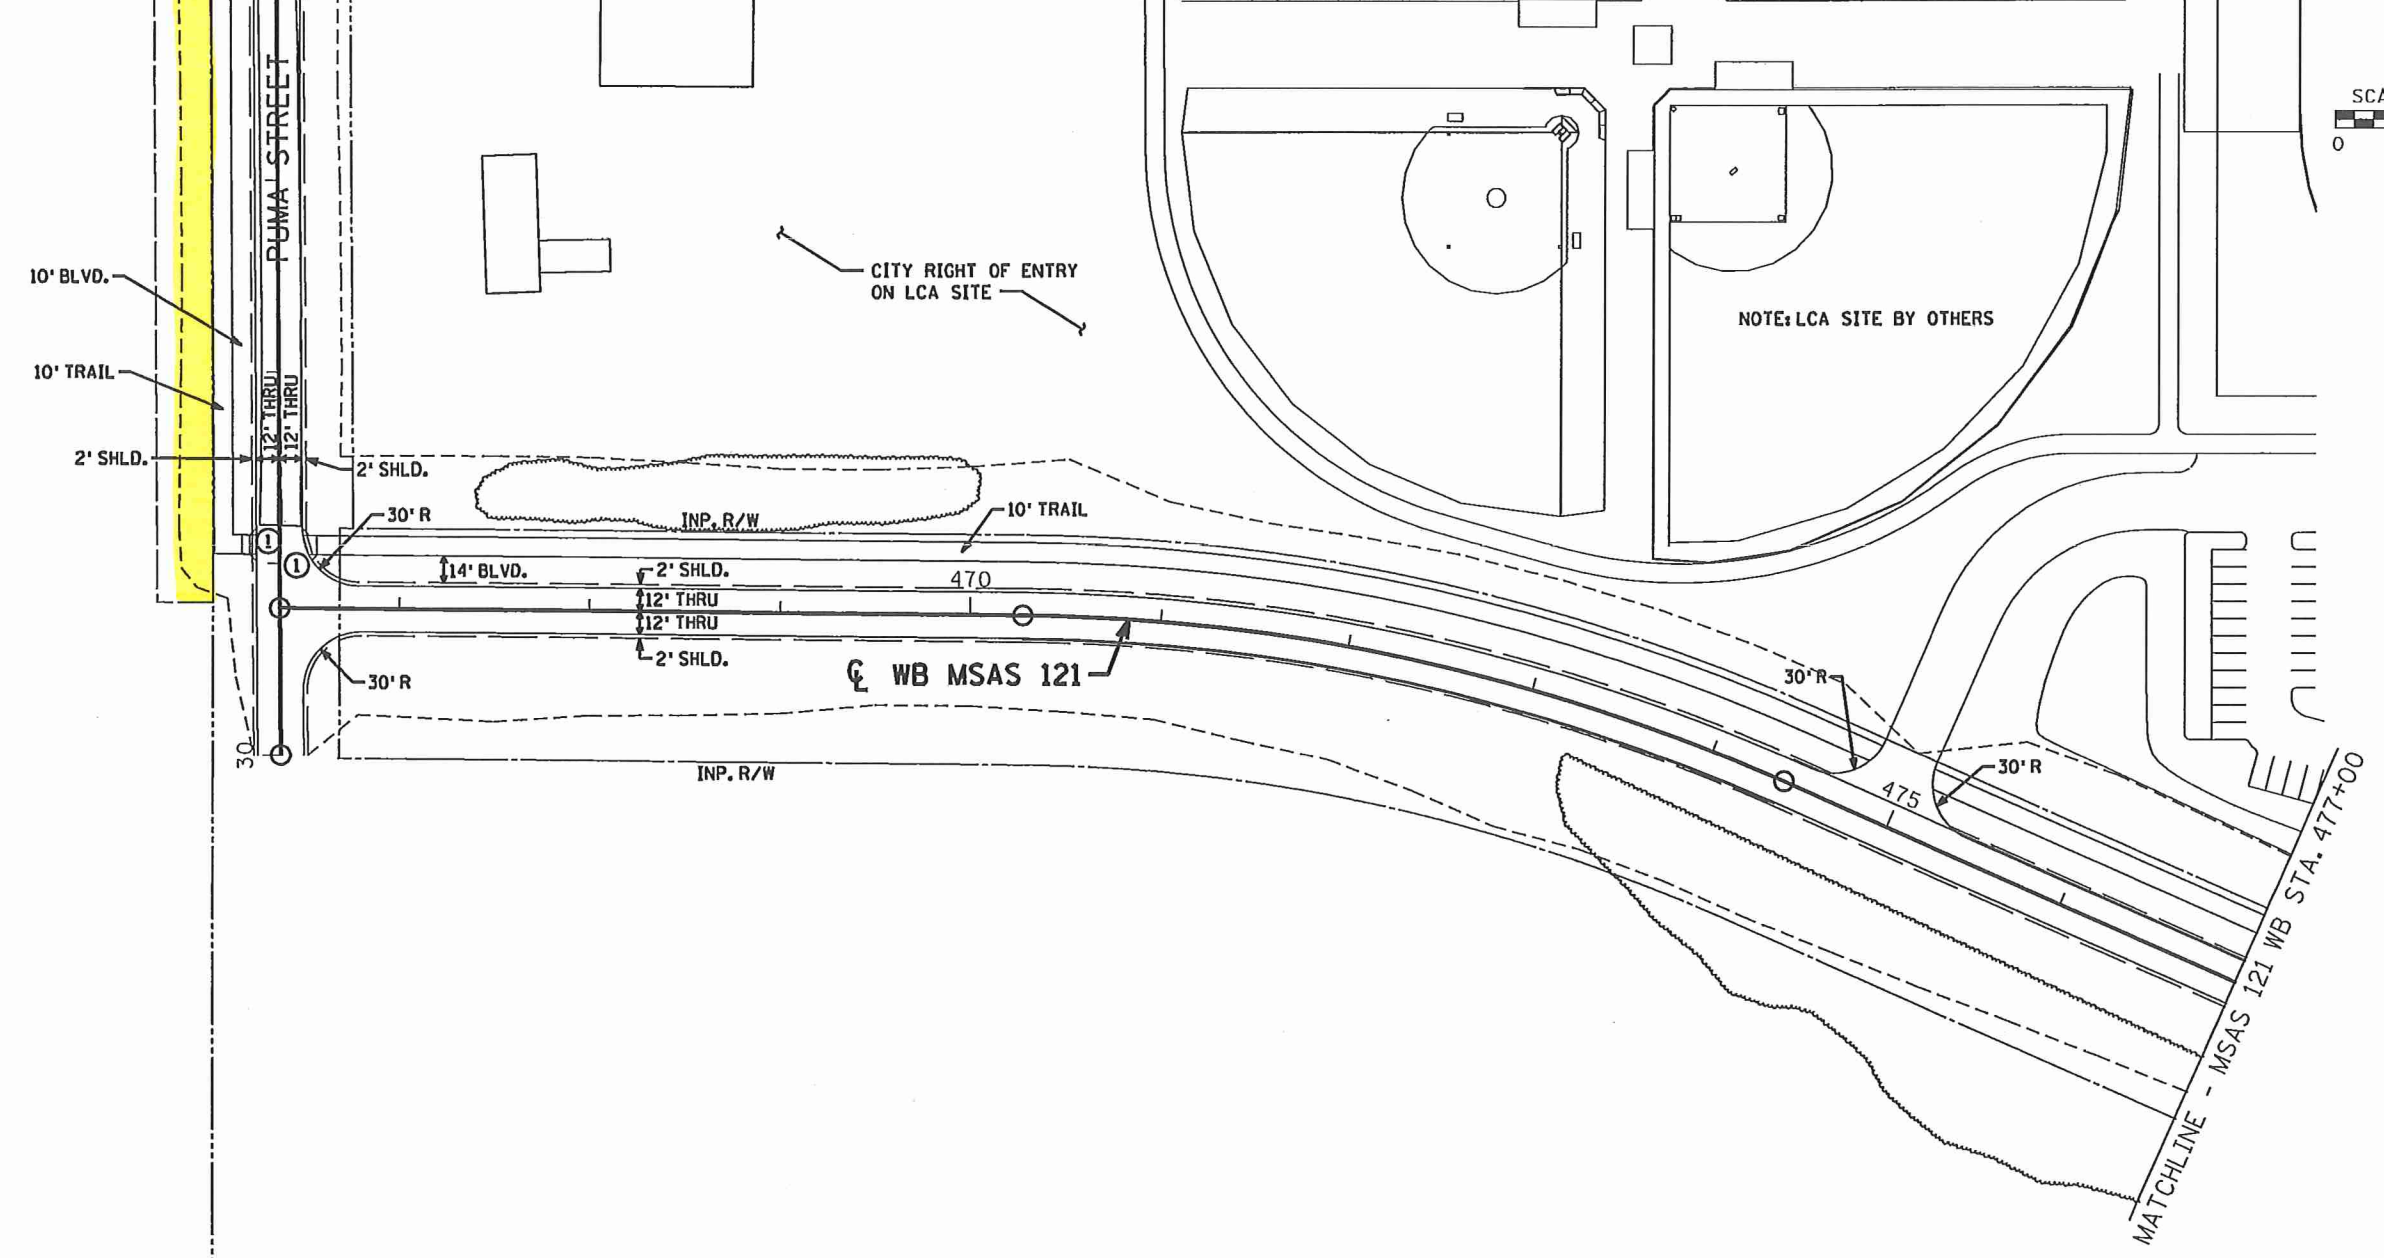 SCA
0
PUMA STREET
10' BLVD.
CITY RIGHT OF ENTRY
ON LCA SITE
NOTE: LCA SITE BY OTHERS
10' TRAIL
12' THRU
12' THRU
2' SHLD.
2' SHLD.
30' R
INP. R/W
10' TRAIL
1
1
14' BLVD.
2' SHLD.
470
12' THRU
12' THRU
2' SHLD.
℄ WB MSAS 121
30' R
30' R
30
INP. R/W
30' R
475
MATCHLINE - MSAS 121 WB STA. 477+00